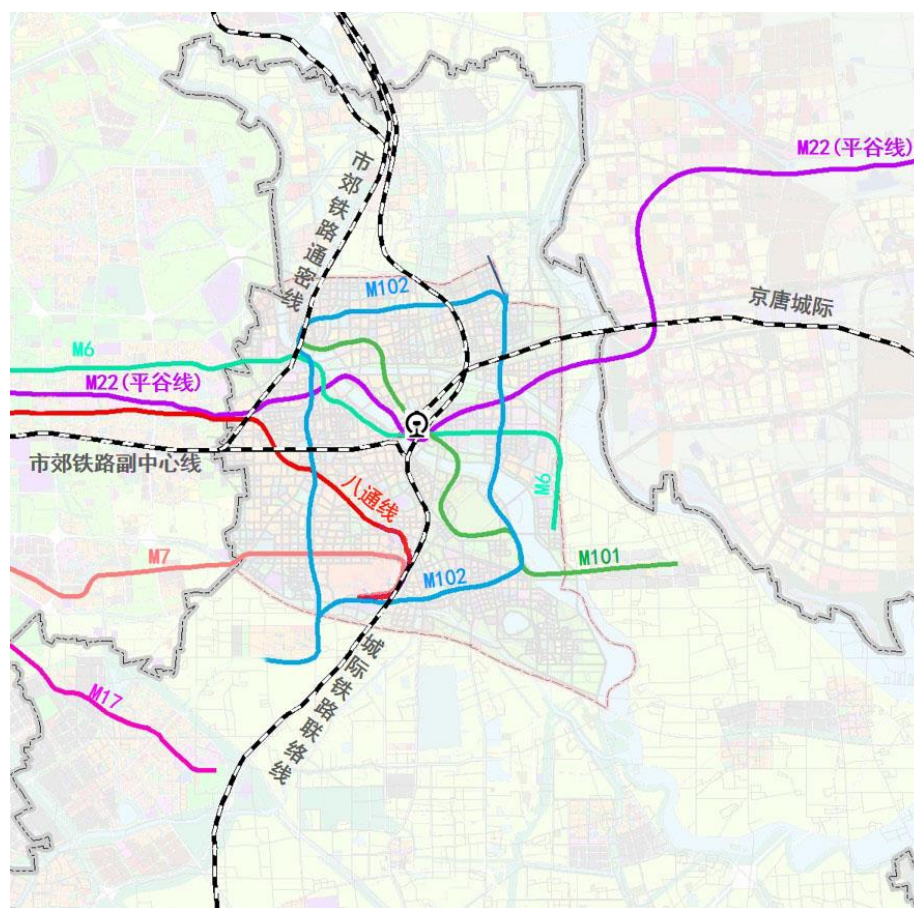 M22(平谷线)
市郊铁路通密线
M102
京唐城际
M6
M22(平谷线)
市郊铁路副中心线
八通线
M6
M7
M102
M101
城际铁路联络线
M17